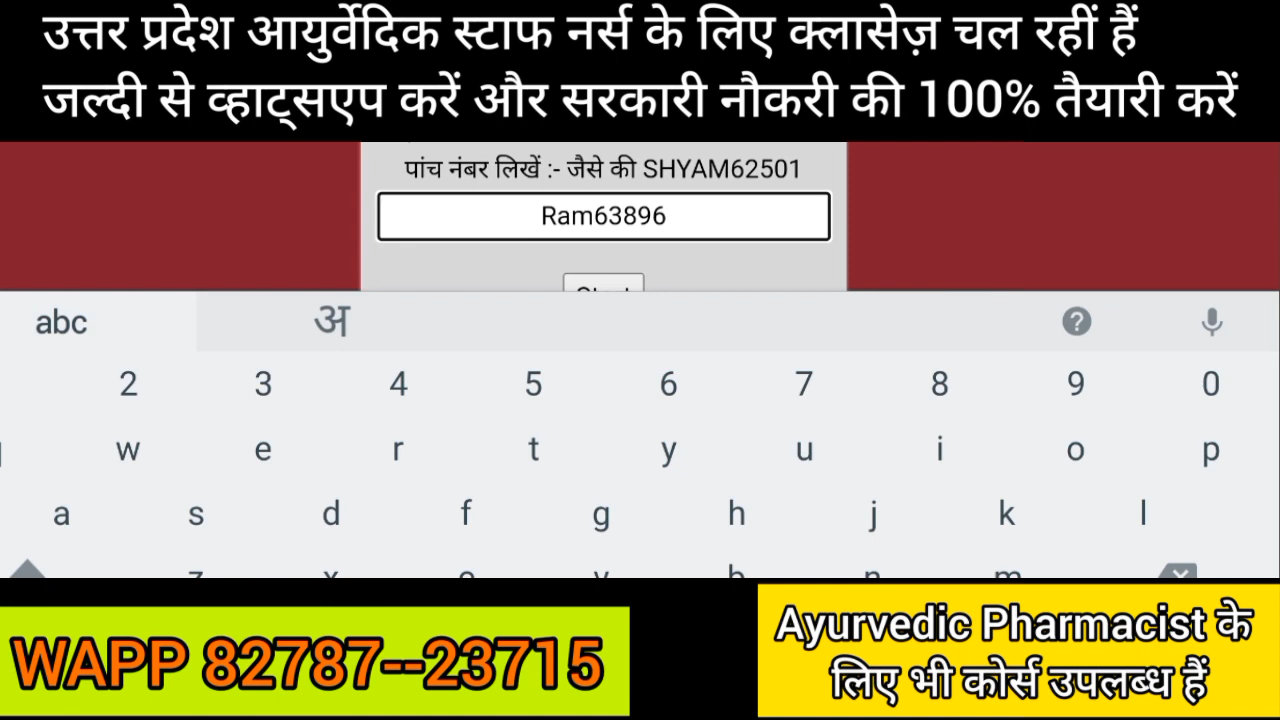 उत्तर प्रदेश आयुर्वेदिक स्टाफ नर्स के लिए क्लासेज़ चल रहीं हैं
जल्दी से व्हाट्सएप करें और सरकारी नौकरी की 100% तैयारी करें
पांच नंबर लिखें :- जैसे की SHYAM62501
Ram63896
abc अ
2 3 4 5 6 7 8 9 0
w e r t y u i o p
a s d f g h j k l
WAPP 82787--23715
Ayurvedic Pharmacist के
लिए भी कोर्स उपलब्ध हैं